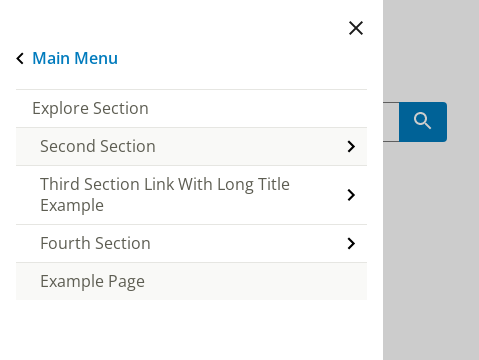 Main Menu
Explore Section
Second Section
Third Section Link With Long Title
Example
Fourth Section
Example Page